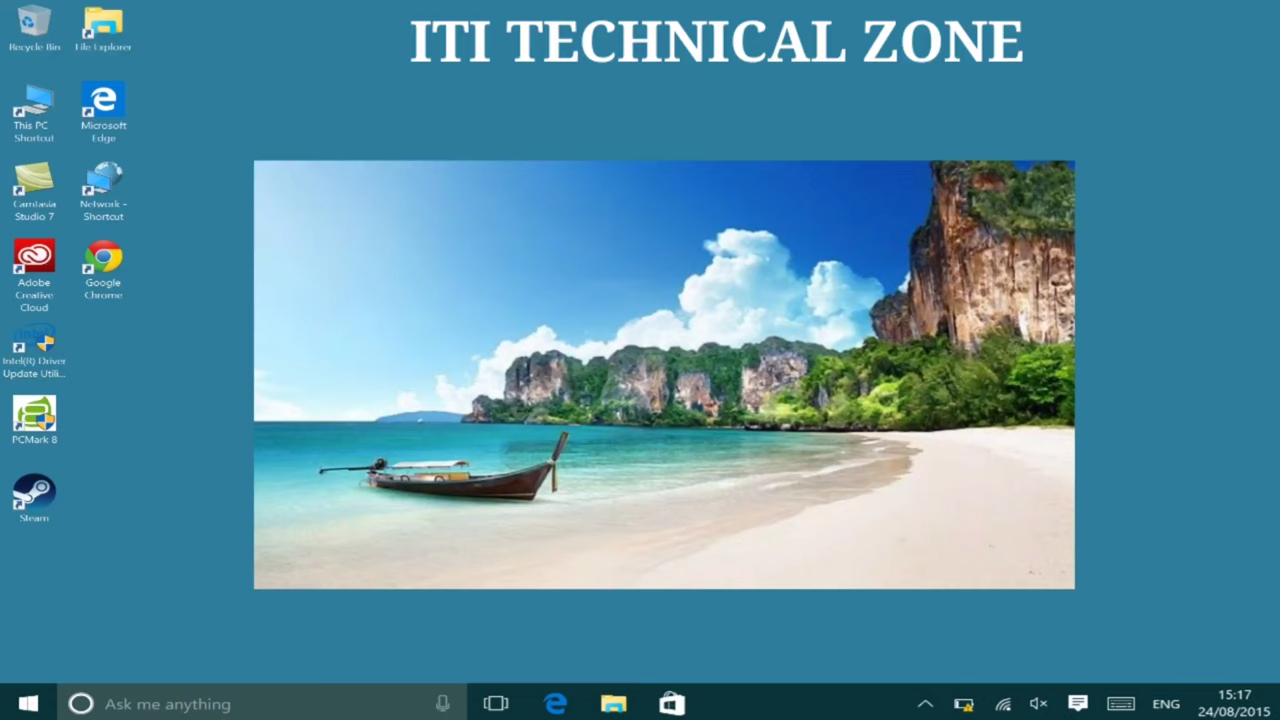 ITI TECHNICAL ZONE
Recycle Bin
File Explorer
This PC
Shortcut
Microsoft
Edge
Camtasia
Studio 7
Network -
Shortcut
Adobe
Creative
Cloud
Google
Chrome
Intel(R) Driver
Update Utili...
PCMark 8
Steam
Ask me anything
ENG
15:17
24/08/2015